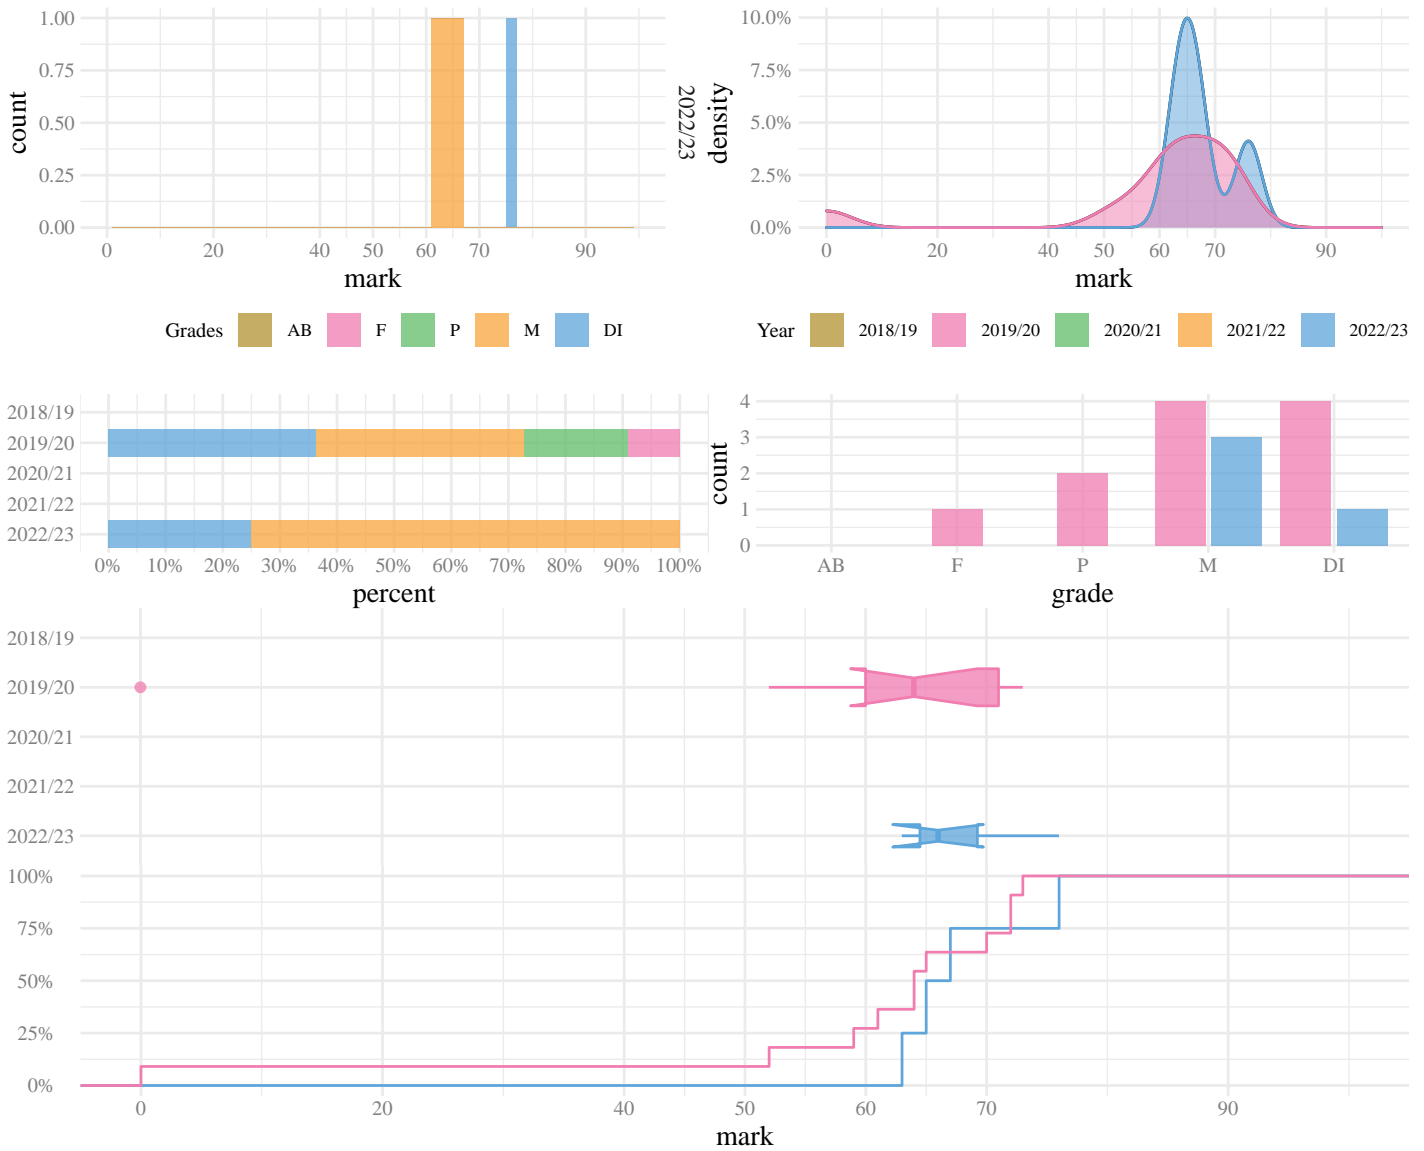 1.00
0.75
0.50
0.25
0.00
count
0 20 40 50 60 70 90
mark
2022/23
10.0%
7.5%
5.0%
2.5%
0.0%
density
0 20 40 50 60 70 90
mark
Grades AB F P M DI
Year 2018/19 2019/20 2020/21 2021/22 2022/23
2018/19
2019/20
2020/21
2021/22
2022/23
0% 10% 20% 30% 40% 50% 60% 70% 80% 90% 100%
percent
4
3
2
1
0
count
AB F P M DI
grade
2018/19
2019/20
2020/21
2021/22
2022/23
100%
75%
50%
25%
0%
0 20 40 50 60 70 90
mark